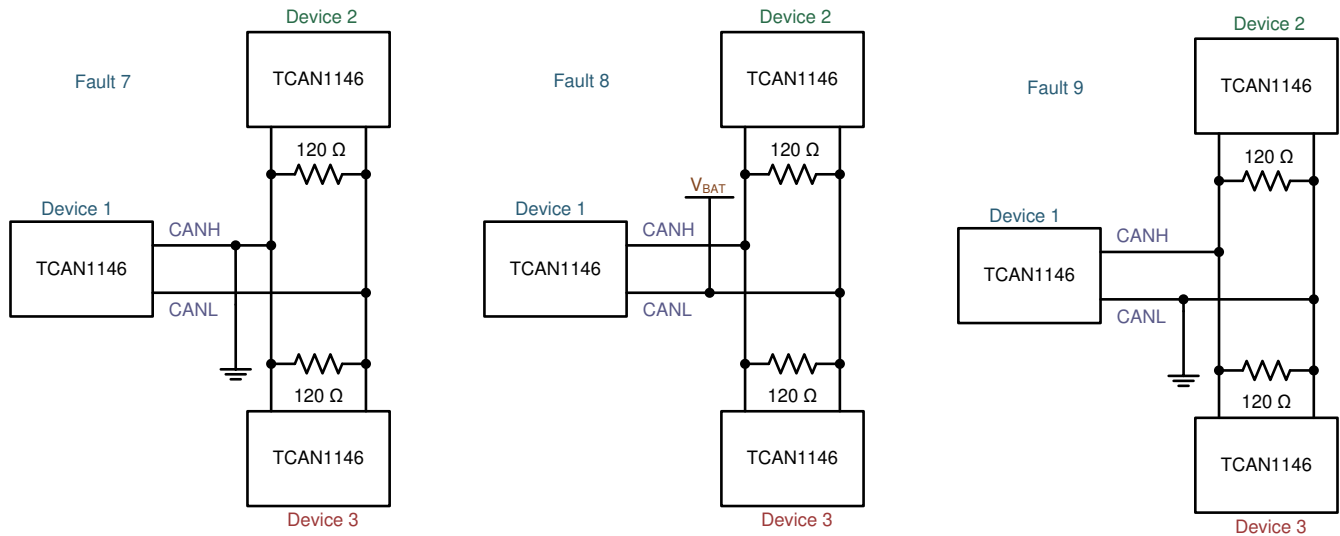 Device 2
Fault 7
TCAN1146
120 Ω
Device 1
CANH
TCAN1146
CANL
120 Ω
TCAN1146
Device 3
Device 2
Fault 8
TCAN1146
120 Ω
VBAT
Device 1
CANH
TCAN1146
CANL
120 Ω
TCAN1146
Device 3
Device 2
Fault 9
TCAN1146
120 Ω
Device 1
CANH
TCAN1146
CANL
120 Ω
TCAN1146
Device 3